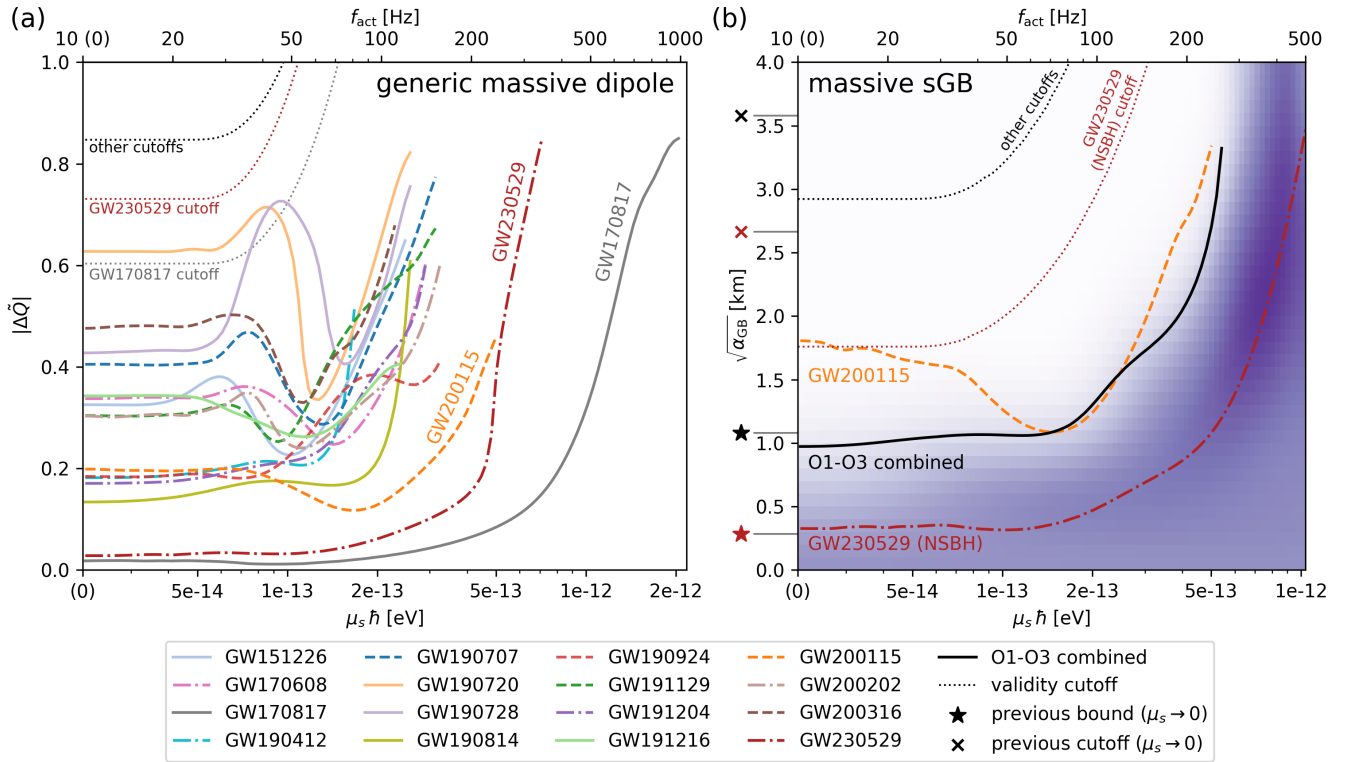 (a)
f_act [Hz]
10 (0) 20 50 100 200 500 1000
1.0
0.8
0.6
0.4
0.2
0.0
|ΔQ̃|
generic massive dipole
other cutoffs
GW230529 cutoff
GW170817 cutoff
GW200115
GW230529
GW170817
(0) 5e-14 1e-13 2e-13 5e-13 1e-12 2e-12
μ_s ℏ [eV]
(b)
f_act [Hz]
10 (0) 20 50 100 200 500
4.0
3.5
3.0
2.5
2.0
1.5
1.0
0.5
0.0
√α_GB [km]
massive sGB
other cutoffs
GW230529
(NSBH) cutoff
GW200115
O1-O3 combined
GW230529 (NSBH)
(0) 5e-14 1e-13 2e-13 5e-13 1e-12
μ_s ℏ [eV]
GW151226
GW170608
GW170817
GW190412
GW190707
GW190720
GW190728
GW190814
GW190924
GW191129
GW191204
GW191216
GW200115
GW200202
GW200316
GW230529
O1-O3 combined
validity cutoff
previous bound (μ_s → 0)
previous cutoff (μ_s → 0)